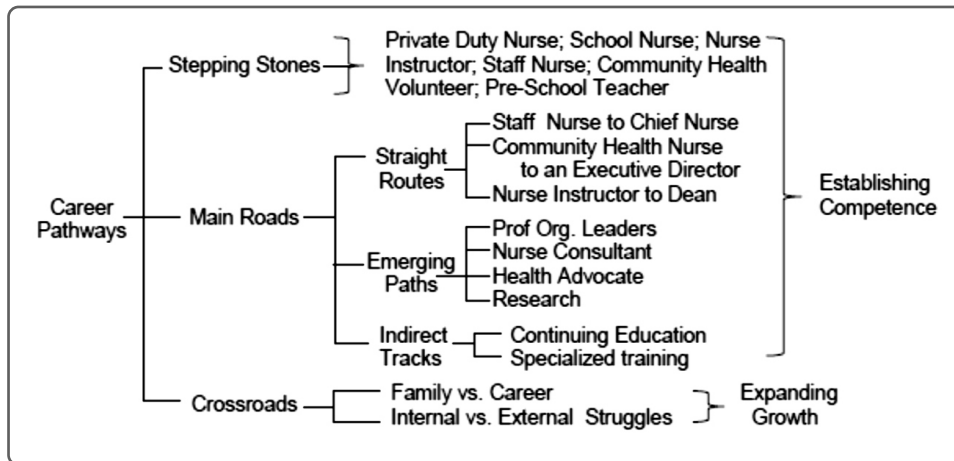 Career
Pathways
Stepping Stones
Private Duty Nurse; School Nurse; Nurse
Instructor; Staff Nurse; Community Health
Volunteer; Pre-School Teacher
Main Roads
Straight
Routes
Staff Nurse to Chief Nurse
Community Health Nurse
to an Executive Director
Nurse Instructor to Dean
Emerging
Paths
Prof Org. Leaders
Nurse Consultant
Health Advocate
Research
Indirect
Tracks
Continuing Education
Specialized training
Establishing
Competence
Crossroads
Family vs. Career
Internal vs. External Struggles
Expanding
Growth